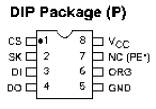 DIP Package (P)
CS 1 8 VCC
SK 2 7 NC (PE*)
DI 3 6 ORG
DO 4 5 GND